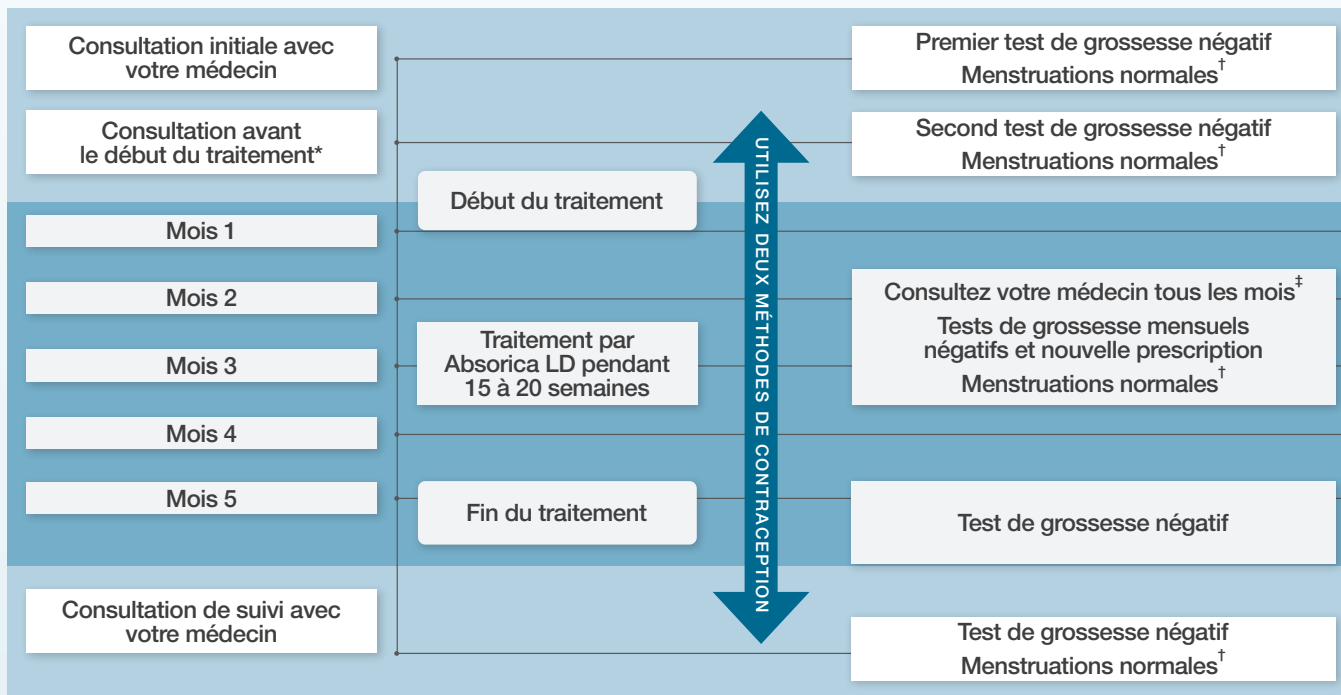 Consultation initiale avec
votre médecin
Premier test de grossesse négatif
Menstruations normales†
Consultation avant
le début du traitement*
Second test de grossesse négatif
Menstruations normales†
UTILISEZ DEUX MÉTHODES DE CONTRACEPTION
Début du traitement
Mois 1
Mois 2
Mois 3
Mois 4
Mois 5
Traitement par
Absorica LD pendant
15 à 20 semaines
Consultez votre médecin tous les mois‡
Tests de grossesse mensuels
négatifs et nouvelle prescription
Menstruations normales†
Fin du traitement
Test de grossesse négatif
Consultation de suivi avec
votre médecin
Test de grossesse négatif
Menstruations normales†